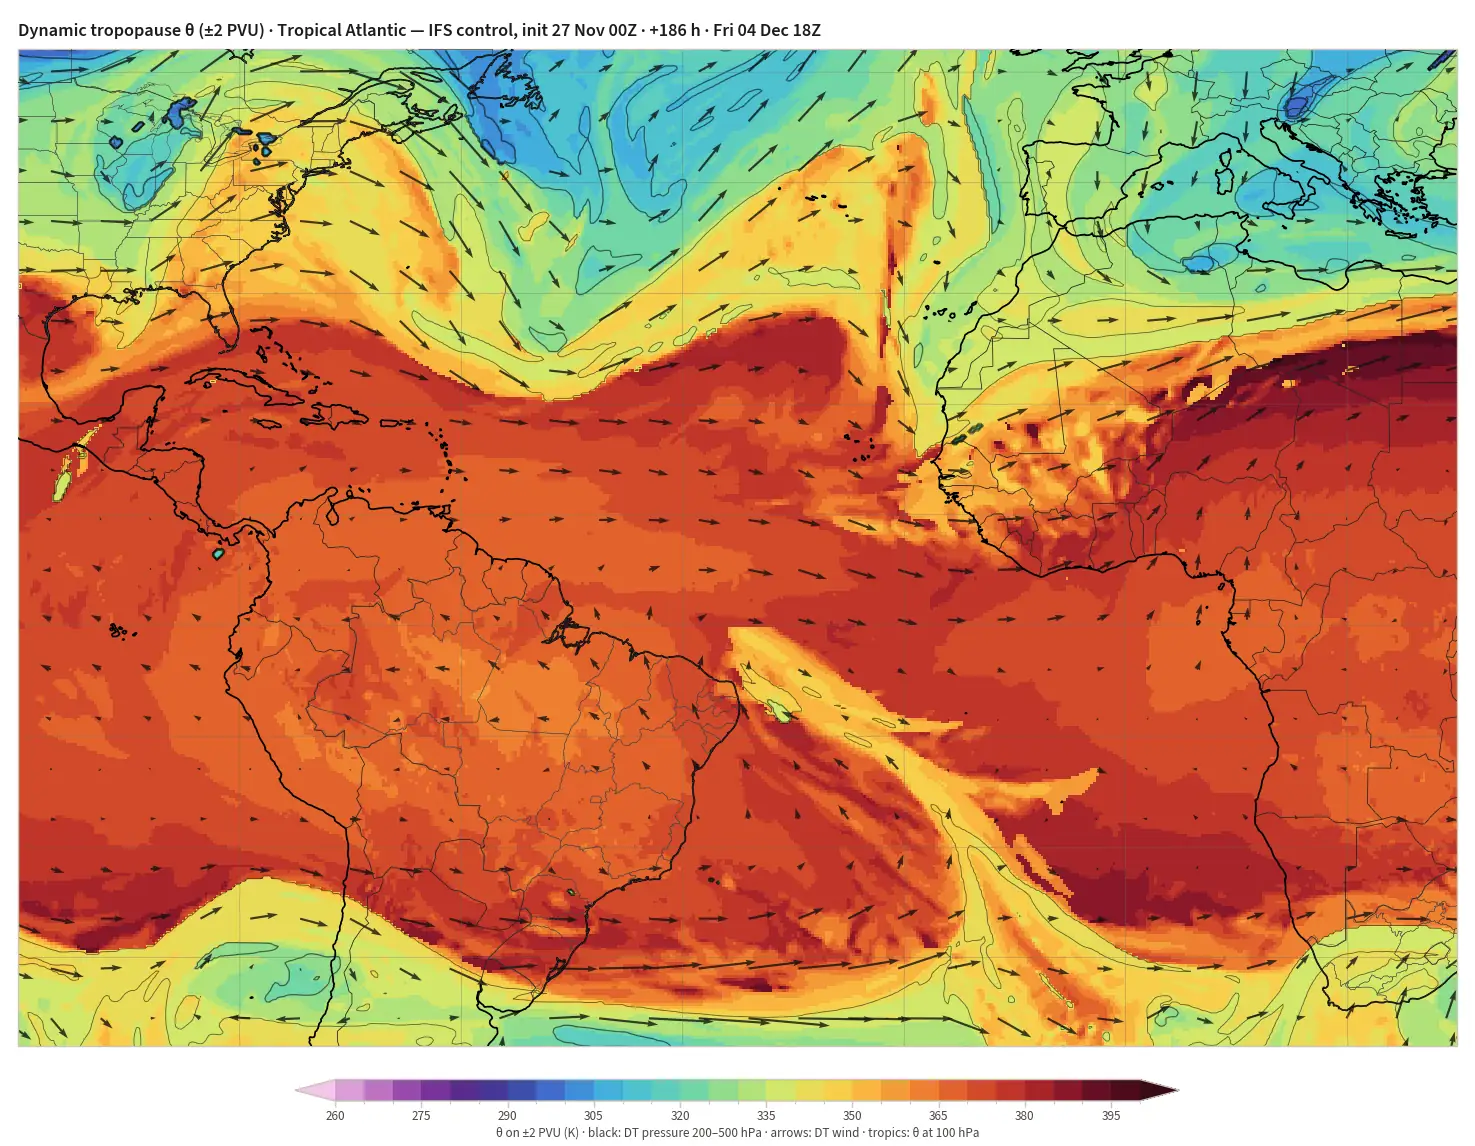 Dynamic tropopause θ (±2 PVU) · Tropical Atlantic — IFS control, init 27 Nov 00Z · +186 h · Fri 04 Dec 18Z
260 275 290 305 320 335 350 365 380 395
θ on ±2 PVU (K) · black: DT pressure 200–500 hPa · arrows: DT wind · tropics: θ at 100 hPa